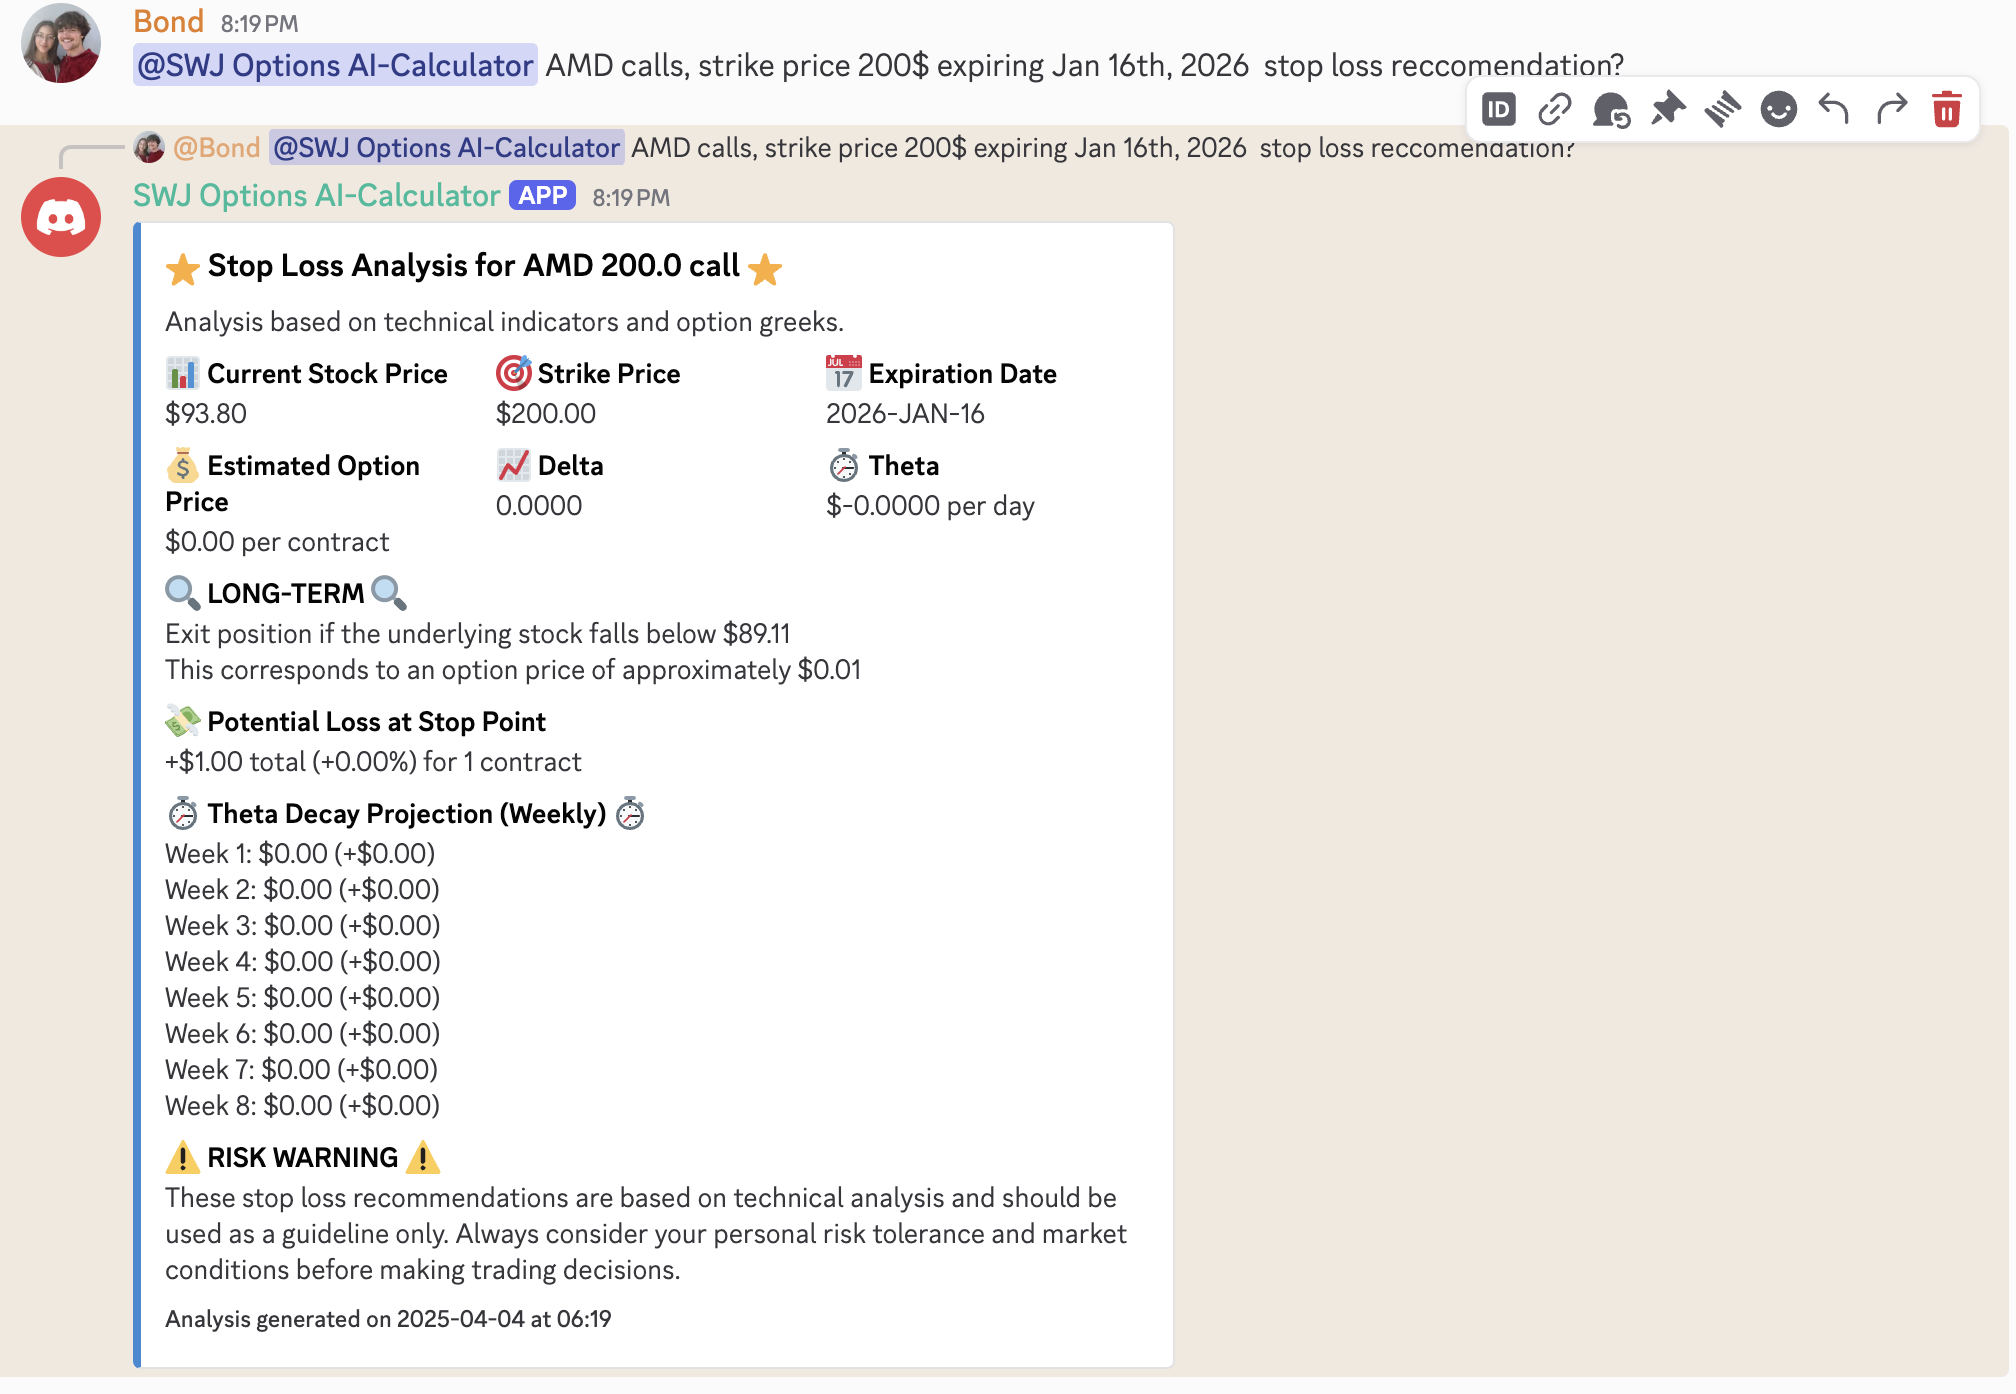 Bond 8:19 PM
@SWJ Options AI-Calculator AMD calls, strike price 200$ expiring Jan 16th, 2026 stop loss reccomendation?
ID
@Bond @SWJ Options AI-Calculator AMD calls, strike price 200$ expiring Jan 16th, 2026 stop loss reccomendation?
SWJ Options AI-Calculator APP 8:19 PM
Stop Loss Analysis for AMD 200.0 call
Analysis based on technical indicators and option greeks.
Current Stock Price
$93.80
Strike Price
$200.00
JUL
17
Expiration Date
2026-JAN-16
Estimated Option
Price
$0.00 per contract
Delta
0.0000
Theta
$-0.0000 per day
LONG-TERM
Exit position if the underlying stock falls below $89.11
This corresponds to an option price of approximately $0.01
Potential Loss at Stop Point
+$1.00 total (+0.00%) for 1 contract
Theta Decay Projection (Weekly)
Week 1: $0.00 (+$0.00)
Week 2: $0.00 (+$0.00)
Week 3: $0.00 (+$0.00)
Week 4: $0.00 (+$0.00)
Week 5: $0.00 (+$0.00)
Week 6: $0.00 (+$0.00)
Week 7: $0.00 (+$0.00)
Week 8: $0.00 (+$0.00)
RISK WARNING
These stop loss recommendations are based on technical analysis and should be
used as a guideline only. Always consider your personal risk tolerance and market
conditions before making trading decisions.
Analysis generated on 2025-04-04 at 06:19